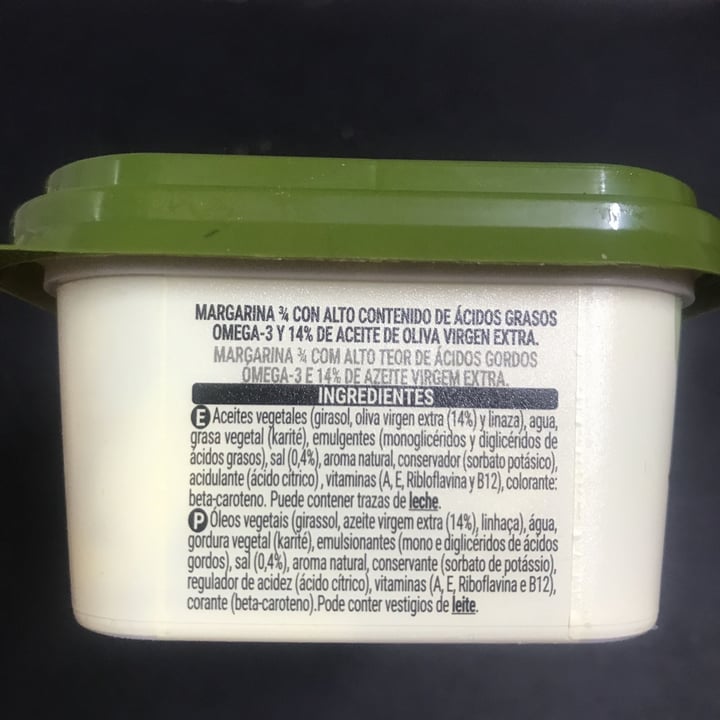 MARGARINA ¾ CON ALTO CONTENIDO DE ÁCIDOS GRASOS
OMEGA-3 Y 14% DE ACEITE DE OLIVA VIRGEN EXTRA.
MARGARINA ¾ COM ALTO TEOR DE ÁCIDOS GORDOS
OMEGA-3 E 14% DE AZEITE VIRGEM EXTRA.
INGREDIENTES
E Aceites vegetales (girasol, oliva virgen extra (14%) y linaza), agua,
grasa vegetal (karité), emulgentes (monoglicéridos y diglicéridos de
ácidos grasos), sal (0,4%), aroma natural, conservador (sorbato potásico),
acidulante (ácido cítrico), vitaminas (A, E, Ribloflavina y B12), colorante:
beta-caroteno. Puede contener trazas de leche.
P Óleos vegetais (girassol, azeite virgem extra (14%), linhaça), água,
gordura vegetal (karité), emulsionantes (mono e diglicéridos de ácidos
gordos), sal (0,4%), aroma natural, conservante (sorbato de potássio),
regulador de acidez (ácido cítrico), vitaminas (A, E, Riboflavina e B12),
corante (beta-caroteno). Pode conter vestigios de leite.